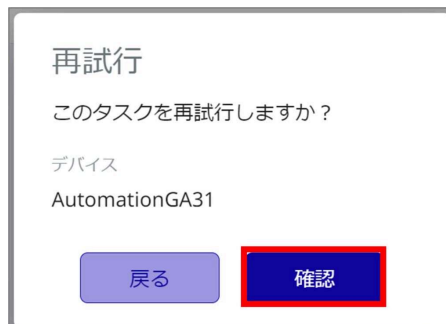 再試行
このタスクを再試行しますか？
デバイス
AutomationGA31
戻る
確認